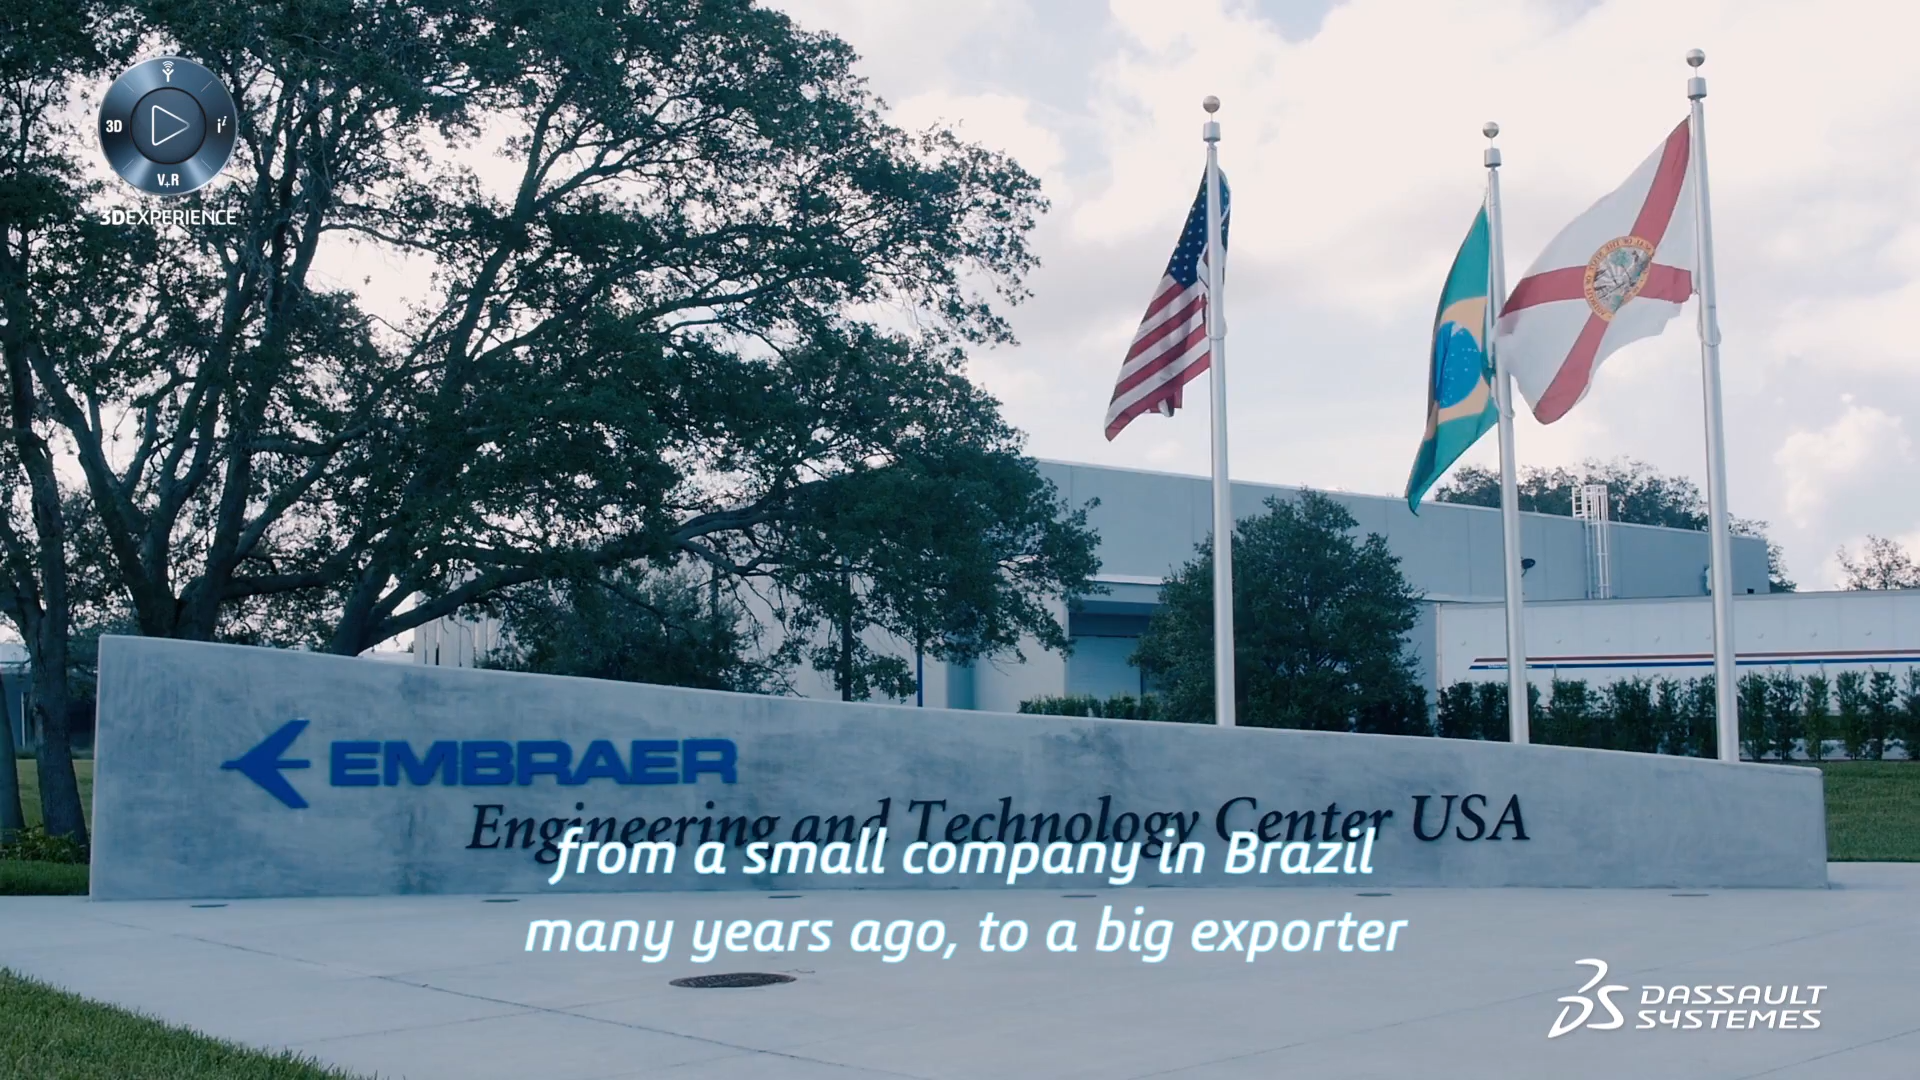 3D
i
V+R
3DEXPERIENCE
EMBRAER
Engineering and Technology Center USA
from a small company in Brazil
many years ago, to a big exporter
DS DASSAULT
SYSTEMES